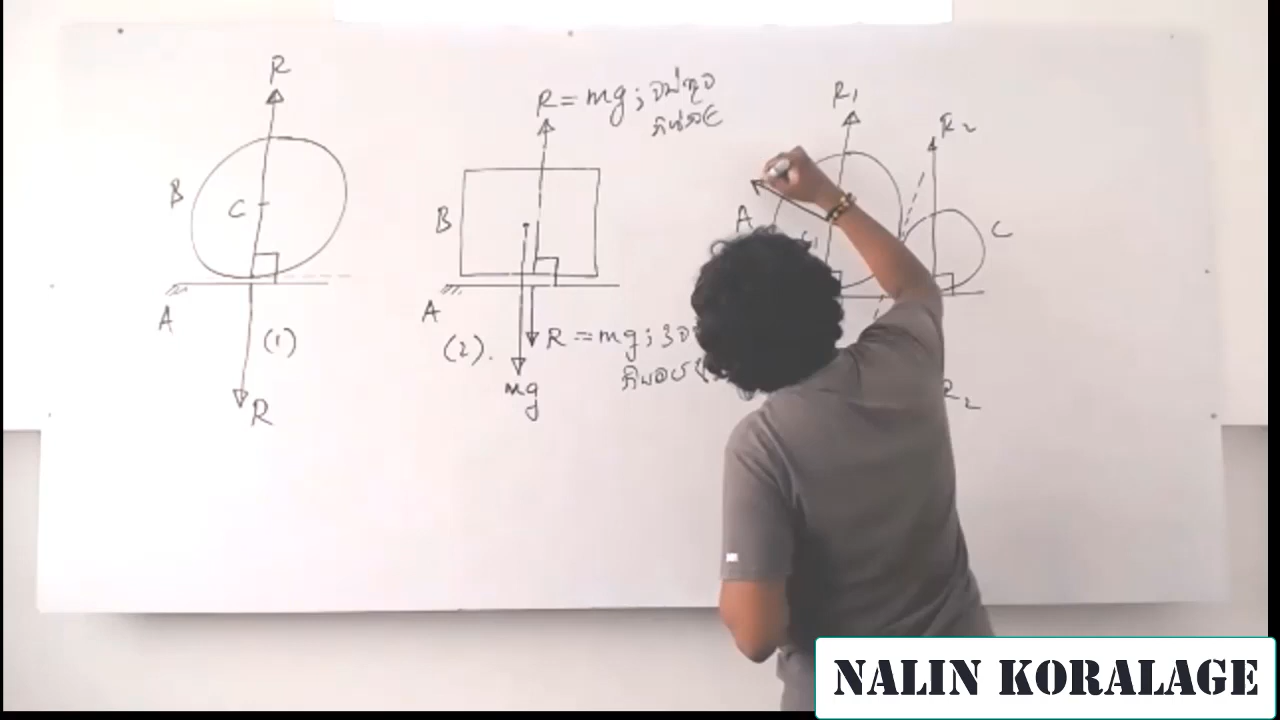 R
B
C
A
(1)
R
R = mg;
B
A
R = mg;
(2).
mg
R1
R2
A
C
R2
NALIN KORALAGE